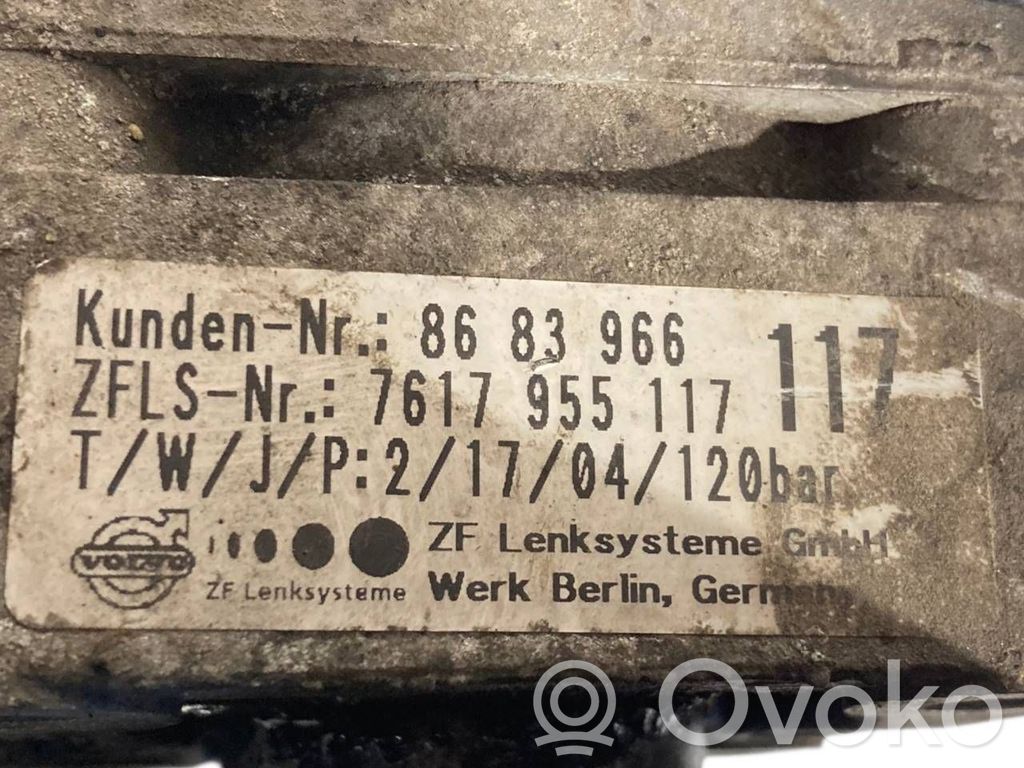 Kunden-Nr.: 86 83 966 117
ZFLS-Nr.: 7617 955 117
T/W/J/P:2/17/04/120bar
VOLVO
ZF Lenksysteme
ZF Lenksysteme GmbH
Werk Berlin, Germany
Ovoko